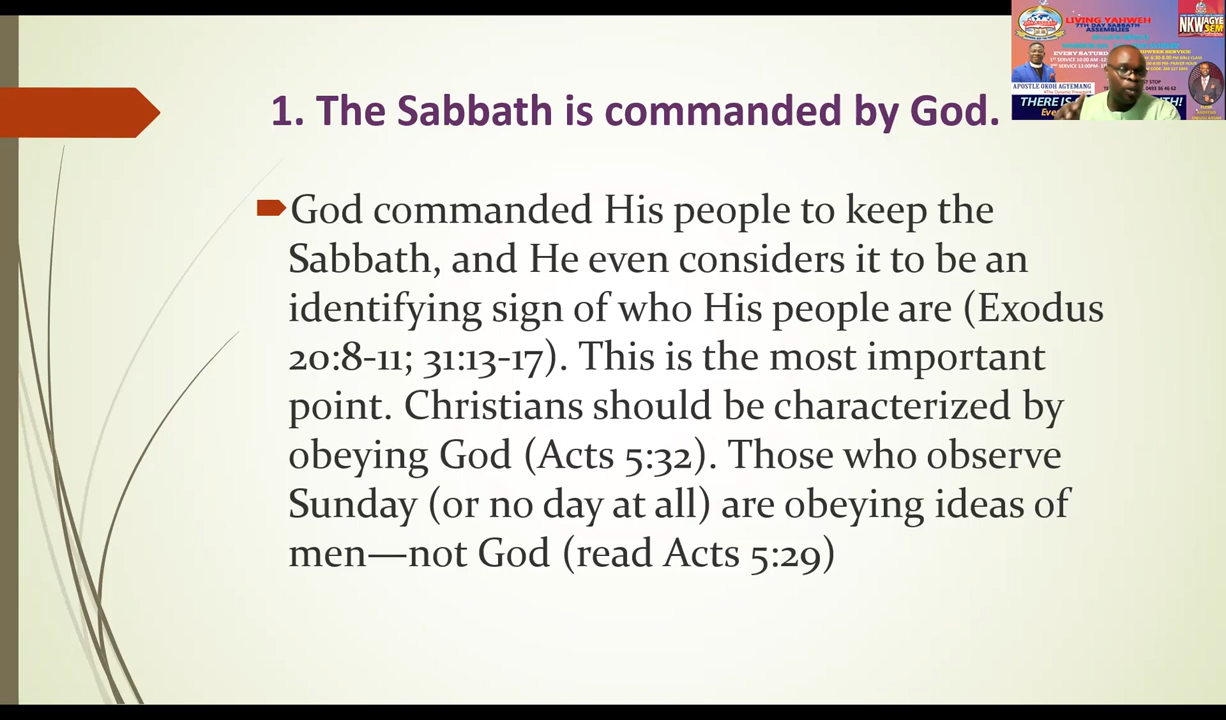 1. The Sabbath is commanded by God.
God commanded His people to keep the
Sabbath, and He even considers it to be an
identifying sign of who His people are (Exodus
20:8-11; 31:13-17). This is the most important
point. Christians should be characterized by
obeying God (Acts 5:32). Those who observe
Sunday (or no day at all) are obeying ideas of
men—not God (read Acts 5:29)
LIVING YAHWEH
7TH DAY SABBATH
ASSEMBLIES
NKWAGYE
SEM
APOSTLE OKOH AGYEMANG
THERE IS